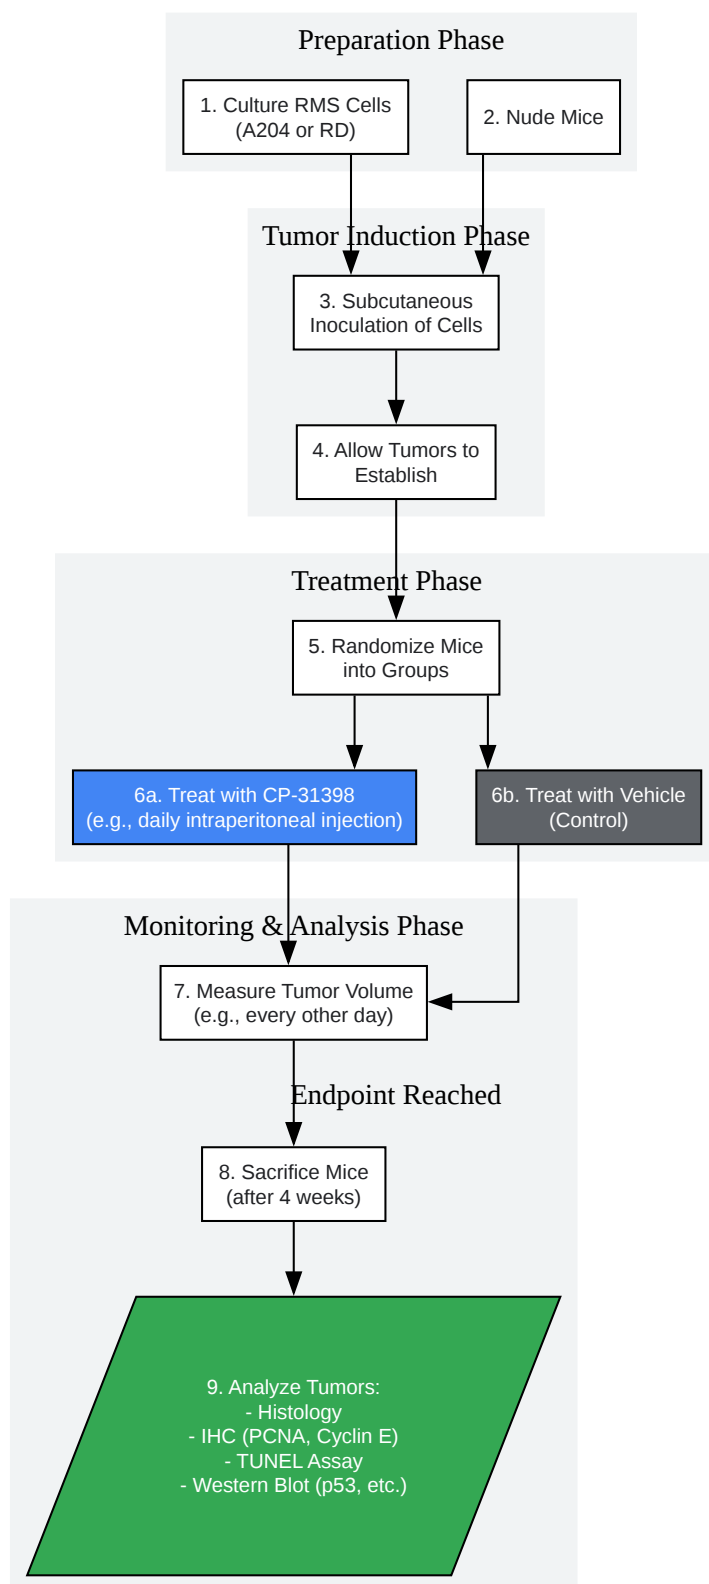 Preparation Phase
1. Culture RMS Cells
(A204 or RD)
2. Nude Mice
Tumor Induction Phase
3. Subcutaneous
Inoculation of Cells
4. Allow Tumors to
Establish
Treatment Phase
5. Randomize Mice
into Groups
6a. Treat with CP-31398
(e.g., daily intraperitoneal injection)
6b. Treat with Vehicle
(Control)
Monitoring & Analysis Phase
7. Measure Tumor Volume
(e.g., every other day)
Endpoint Reached
8. Sacrifice Mice
(after 4 weeks)
9. Analyze Tumors:
- Histology
- IHC (PCNA, Cyclin E)
- TUNEL Assay
- Western Blot (p53, etc.)